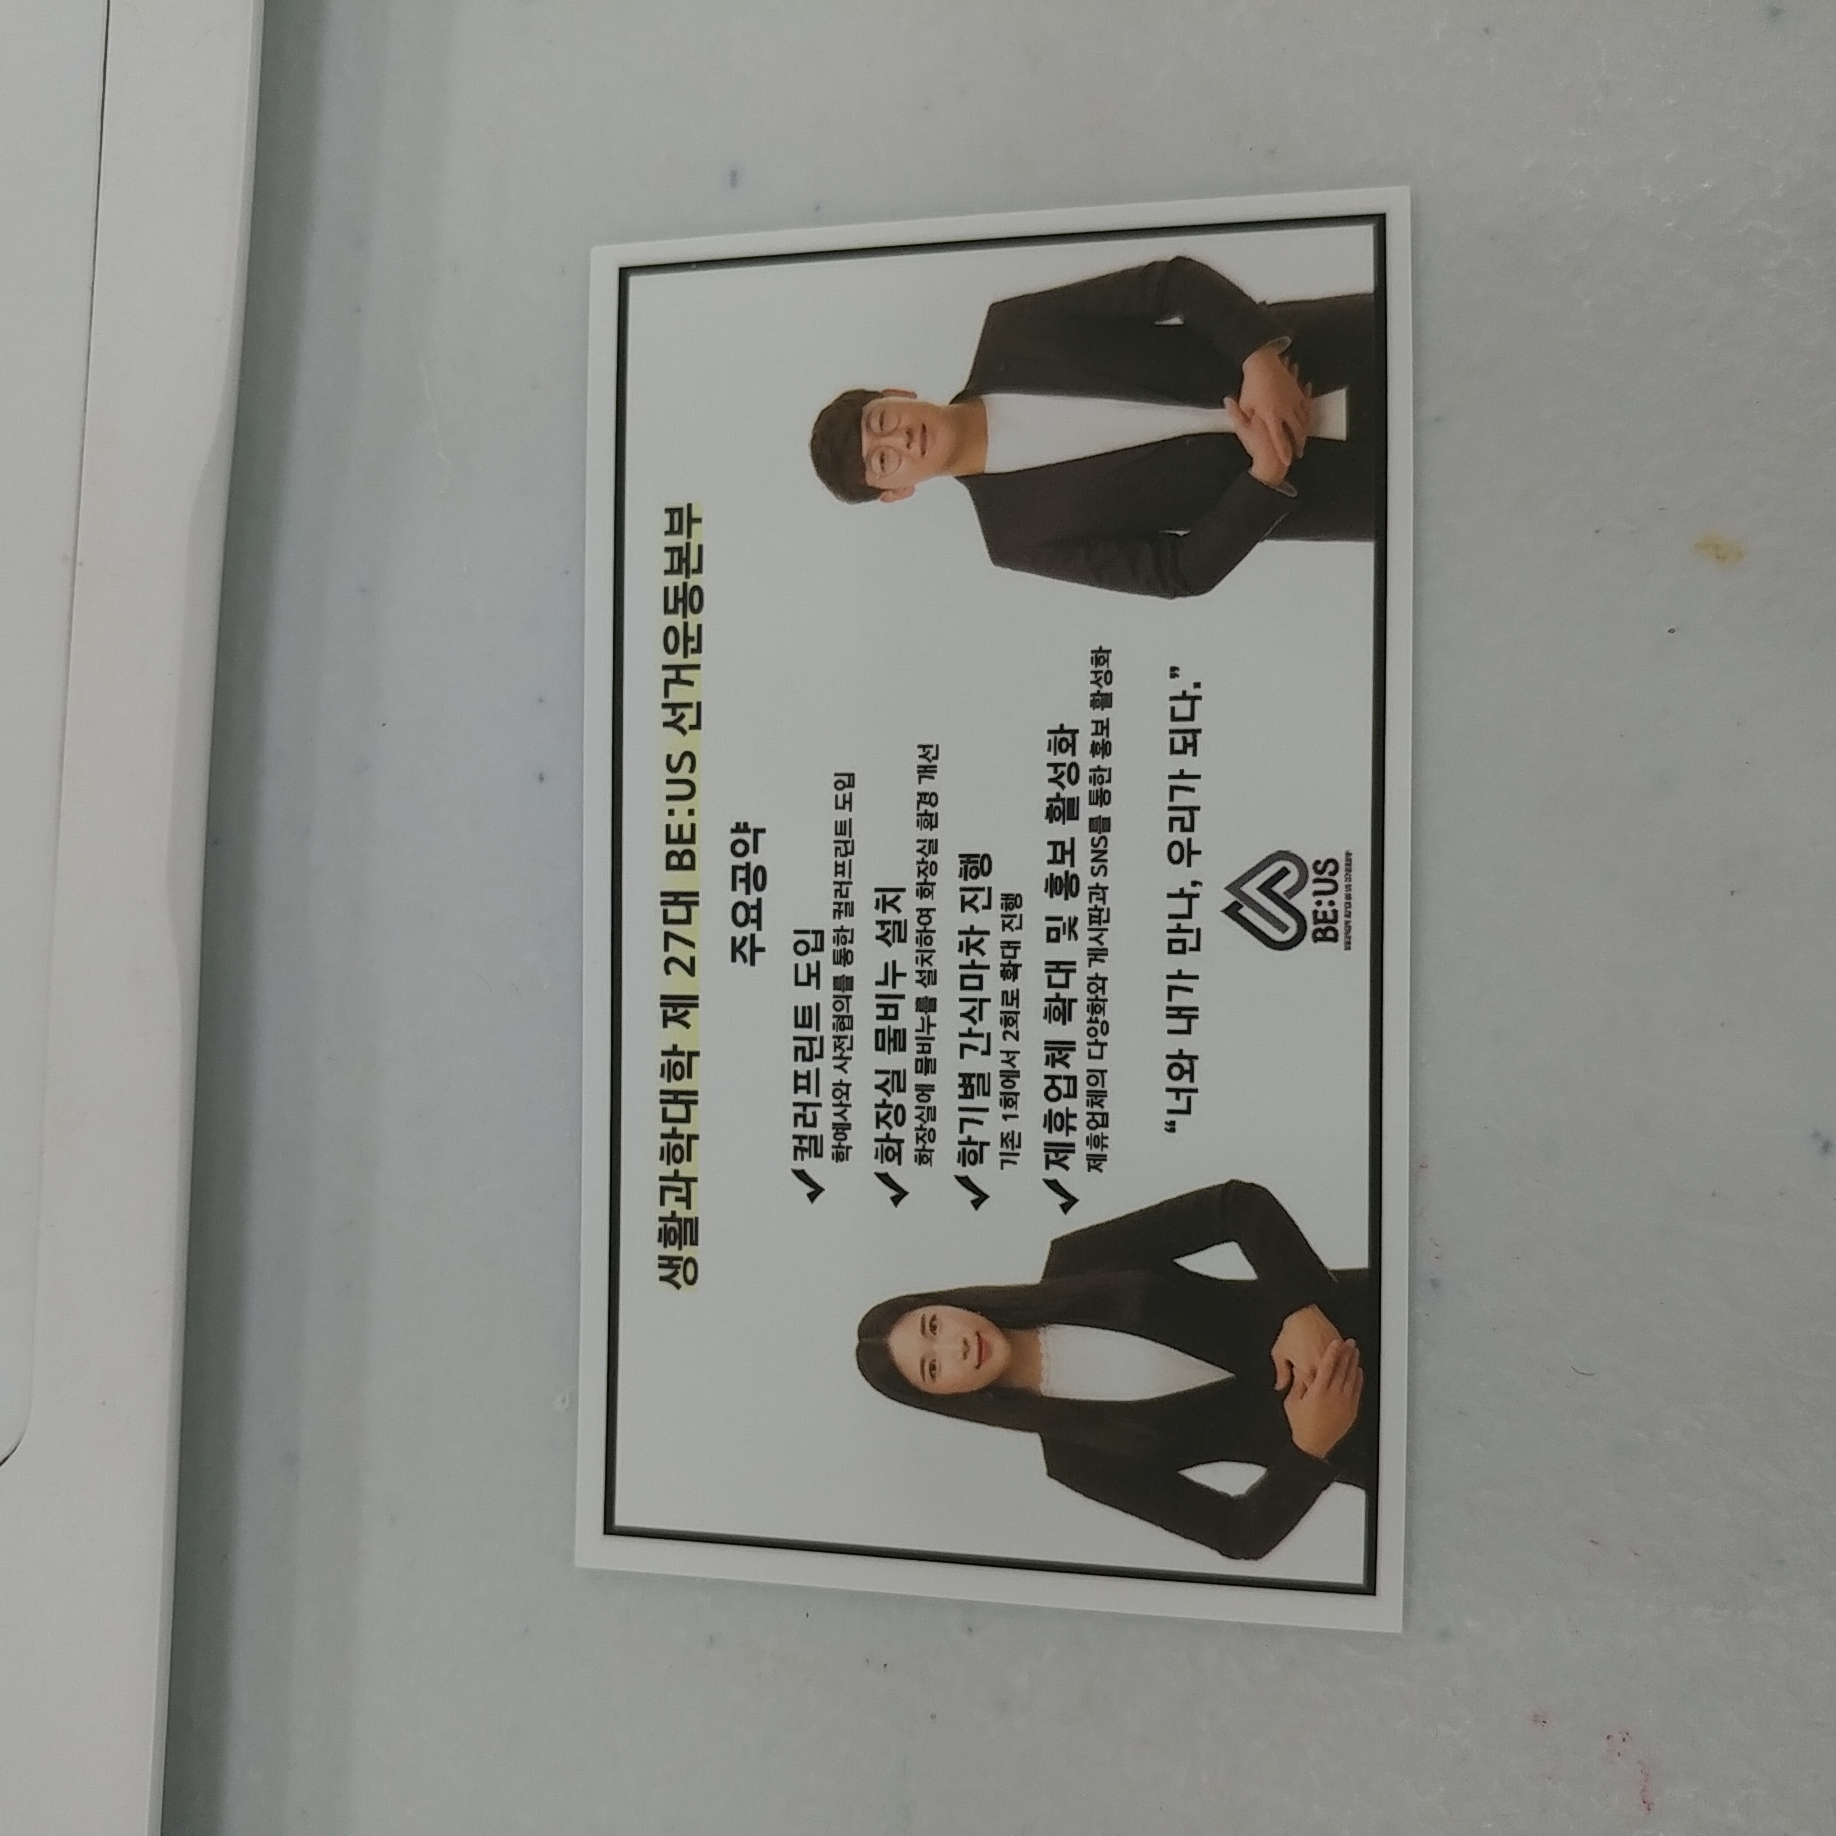 생활과학대학 제 27대 BE:US 선거운동본부
주요공약
컬러프린트 도입
학예사와 사전협의를 통한 컬러프린트 도입
화장실 물비누 설치
화장실에 물비누를 설치하여 화장실 환경 개선
학기별 간식마차 진행
기존 1회에서 2회로 확대 진행
제휴업체 확대 및 홍보 활성화
제휴업체의 다양화와 게시판과 SNS를 통한 홍보 활성화
“너와 내가 만나, 우리가 되다.”
BE:US